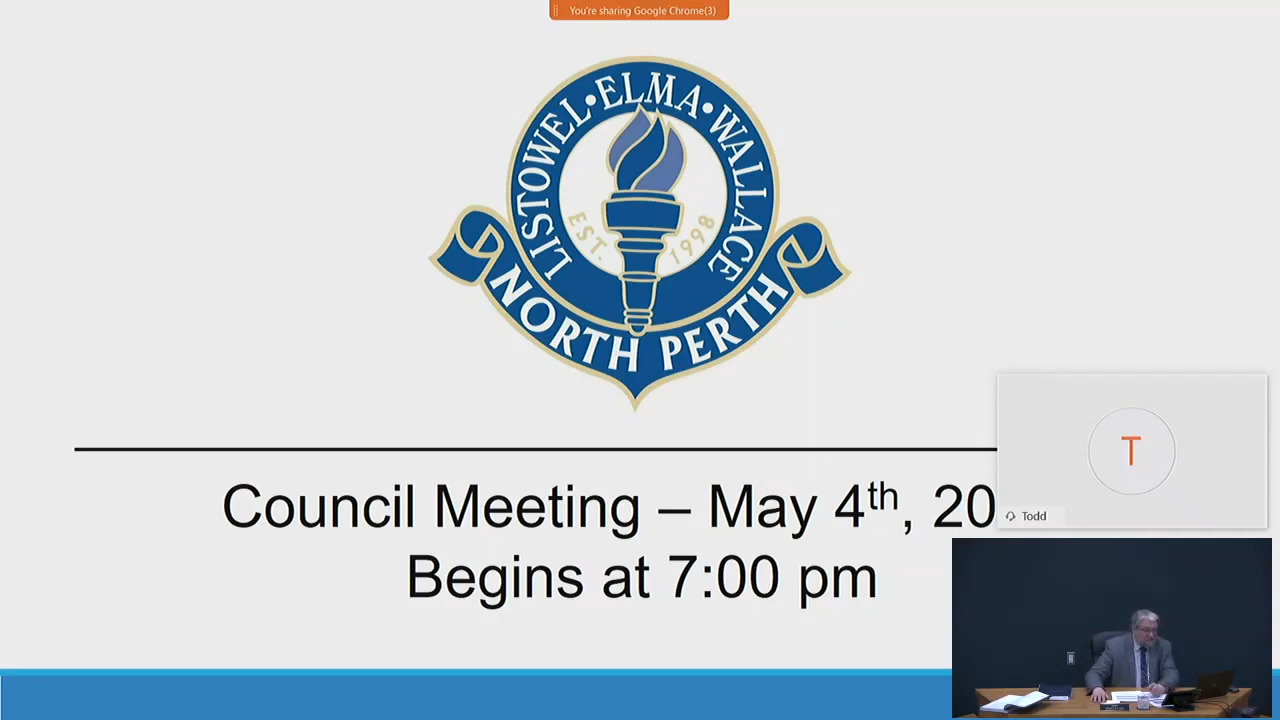 You're sharing Google Chrome(3)
LISTOWEL • ELMA • WALLACE
EST. 1998
NORTH PERTH
Council Meeting – May 4th, 20
Begins at 7:00 pm
T
Todd